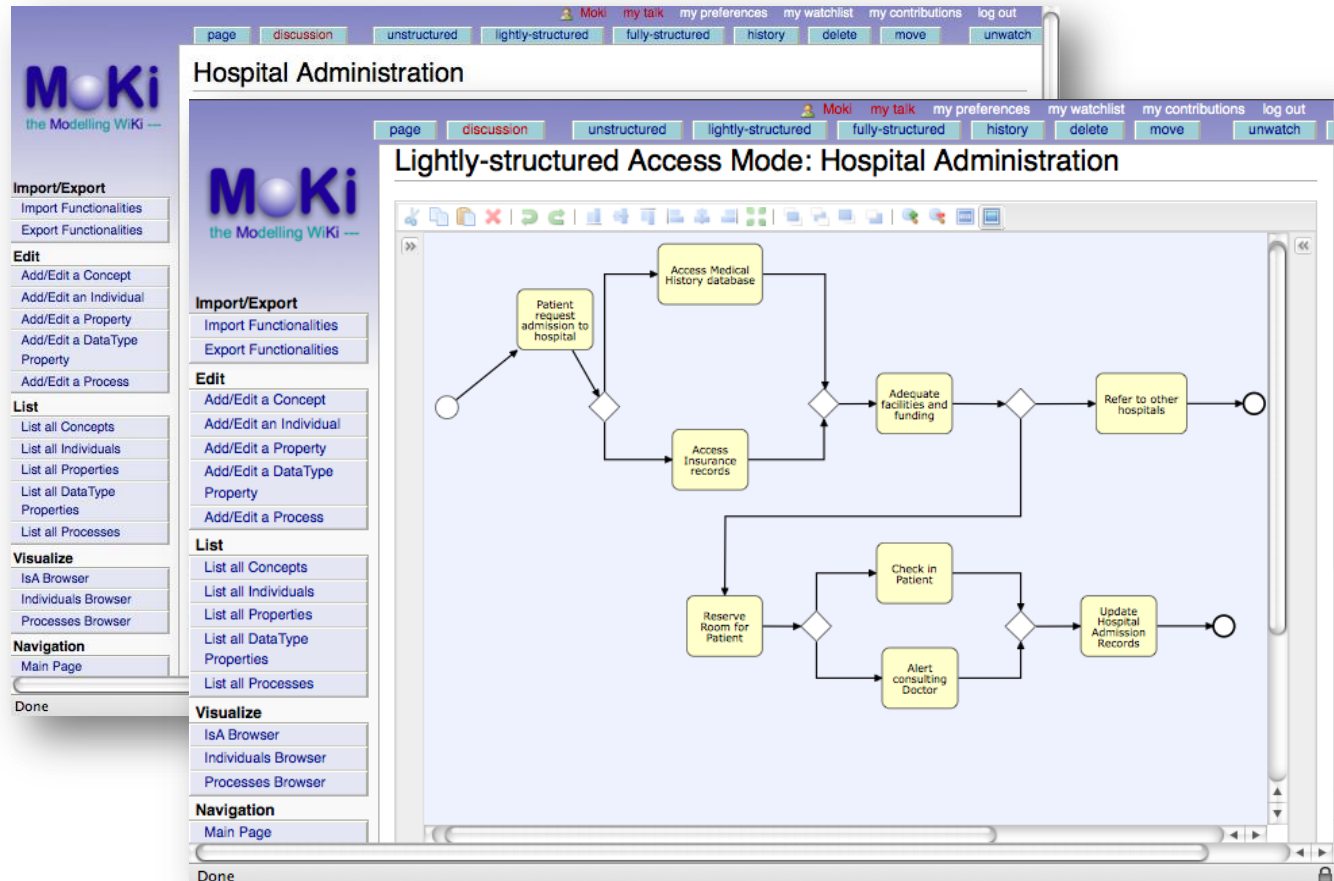 Moki my talk my preferences my watchlist my contributions log out
page discussion unstructured lightly-structured fully-structured history delete move unwatch
MoKi
the Modelling WiKi ---
Hospital Administration
Import/Export
Import Functionalities
Export Functionalities
Edit
Add/Edit a Concept
Add/Edit an Individual
Add/Edit a Property
Add/Edit a DataType
Property
Add/Edit a Process
List
List all Concepts
List all Individuals
List all Properties
List all DataType
Properties
List all Processes
Visualize
IsA Browser
Individuals Browser
Processes Browser
Navigation
Main Page
Done
Moki my talk my preferences my watchlist my contributions log out
page discussion unstructured lightly-structured fully-structured history delete move unwatch
MoKi
the Modelling WiKi ---
Import/Export
Import Functionalities
Export Functionalities
Edit
Add/Edit a Concept
Add/Edit an Individual
Add/Edit a Property
Add/Edit a DataType
Property
Add/Edit a Process
List
List all Concepts
List all Individuals
List all Properties
List all DataType
Properties
List all Processes
Visualize
IsA Browser
Individuals Browser
Processes Browser
Navigation
Main Page
Lightly-structured Access Mode: Hospital Administration
Patient
request
admission to
hospital
Access Medical
History database
Access
Insurance
records
Adequate
facilities and
funding
Refer to other
hospitals
Reserve
Room for
Patient
Check in
Patient
Alert
consulting
Doctor
Update
Hospital
Admission
Records
Done